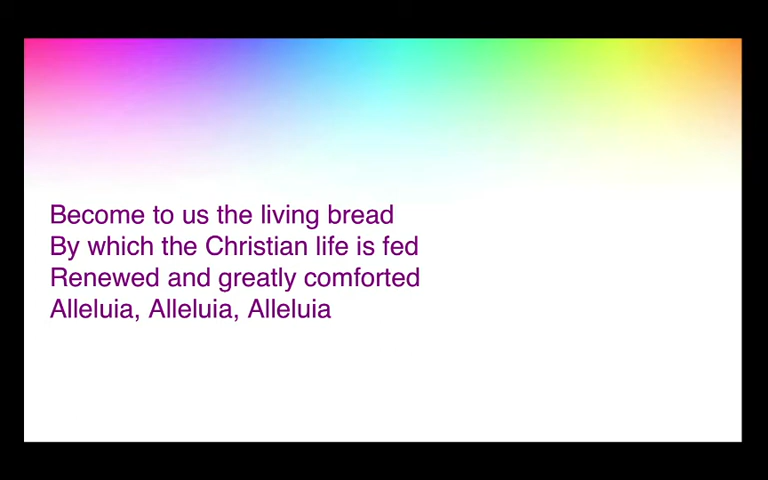 Become to us the living bread
By which the Christian life is fed
Renewed and greatly comforted
Alleluia, Alleluia, Alleluia